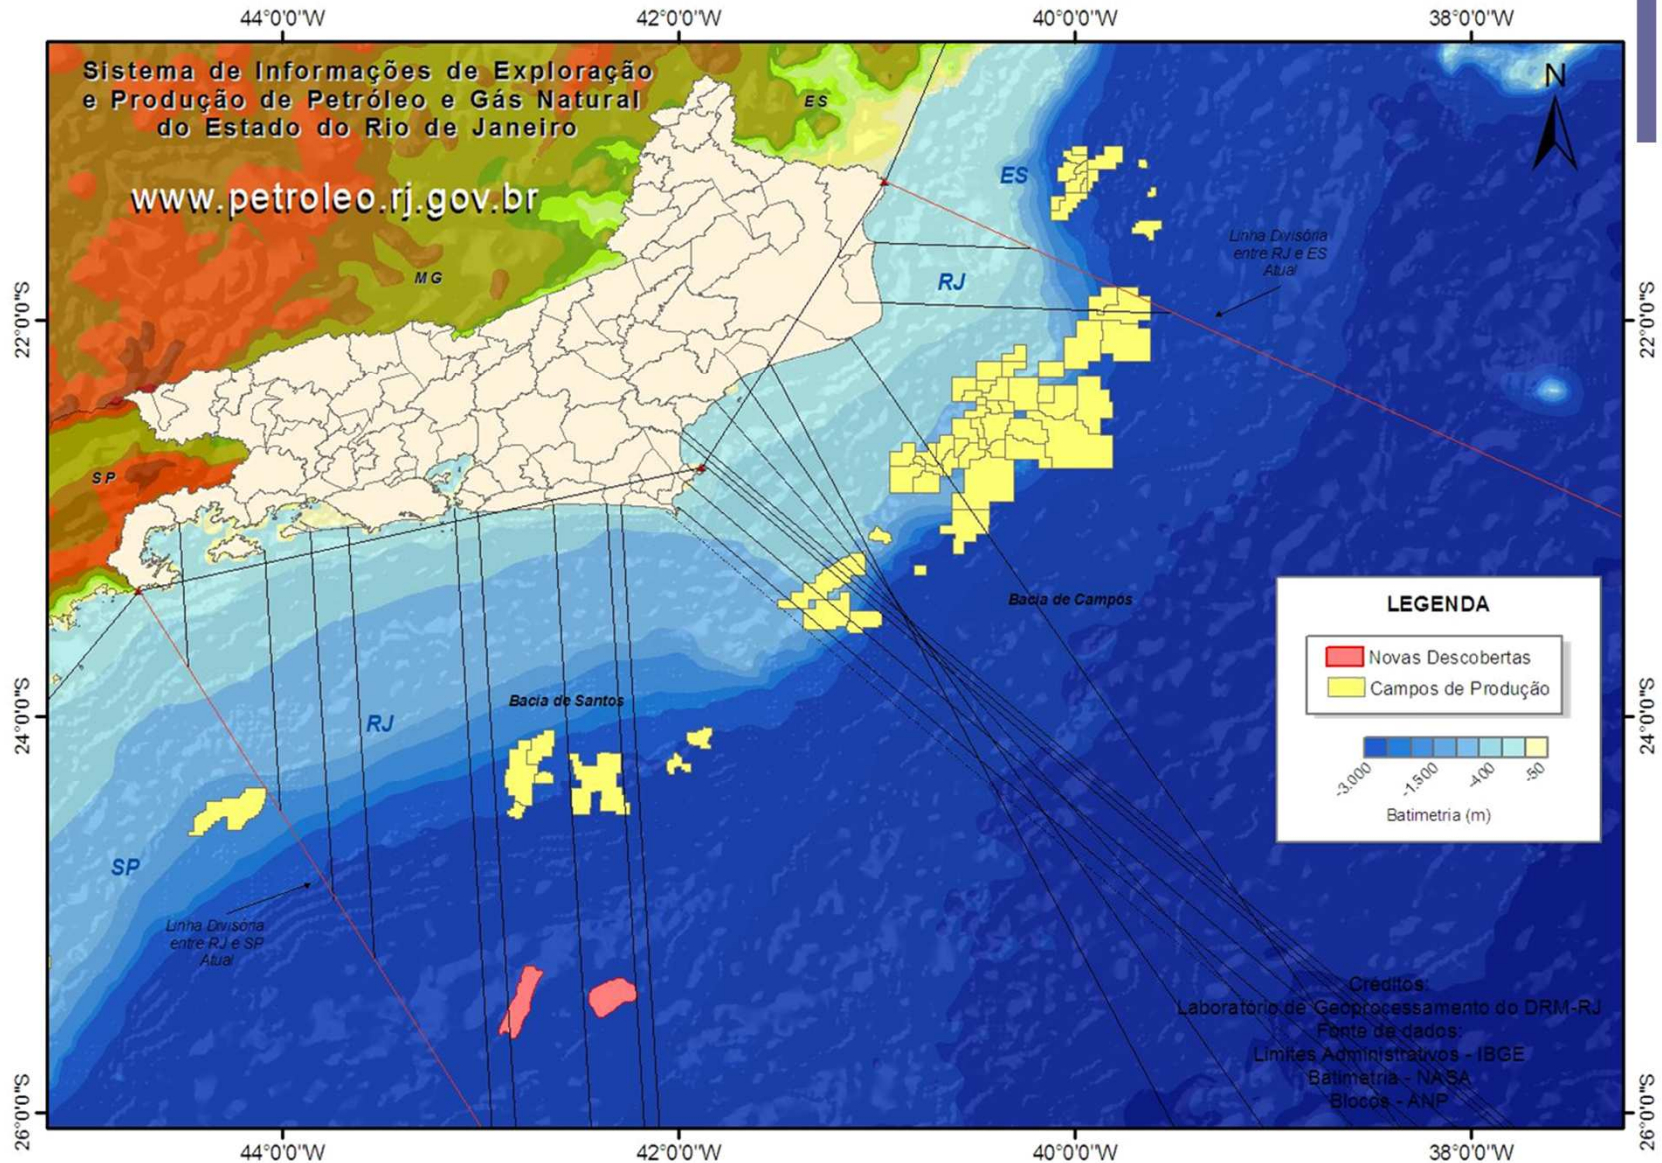 44°0'0"W 42°0'0"W 40°0'0"W 38°0'0"W
Sistema de Informações de Exploração
e Produção de Petróleo e Gás Natural
do Estado do Rio de Janeiro
www.petroleo.rj.gov.br
ES
N
ES
MG
RJ
Linha Divisória
entre RJ e ES
Atual
22°0'0"S
22°0'0"S
SP
Bacia de Campos
LEGENDA
Novas Descobertas
Campos de Produção
-3.000 -1.500 -400 -50
Batimetria (m)
Bacia de Santos
RJ
24°0'0"S
24°0'0"S
SP
Linha Divisória
entre RJ e SP
Atual
Créditos:
Laboratório de Geoprocessamento do DRM-RJ
Fonte de dados:
Limites Administrativos - IBGE
Batimetria - NASA
Blocos - ANP
26°0'0"S
26°0'0"S
44°0'0"W 42°0'0"W 40°0'0"W 38°0'0"W